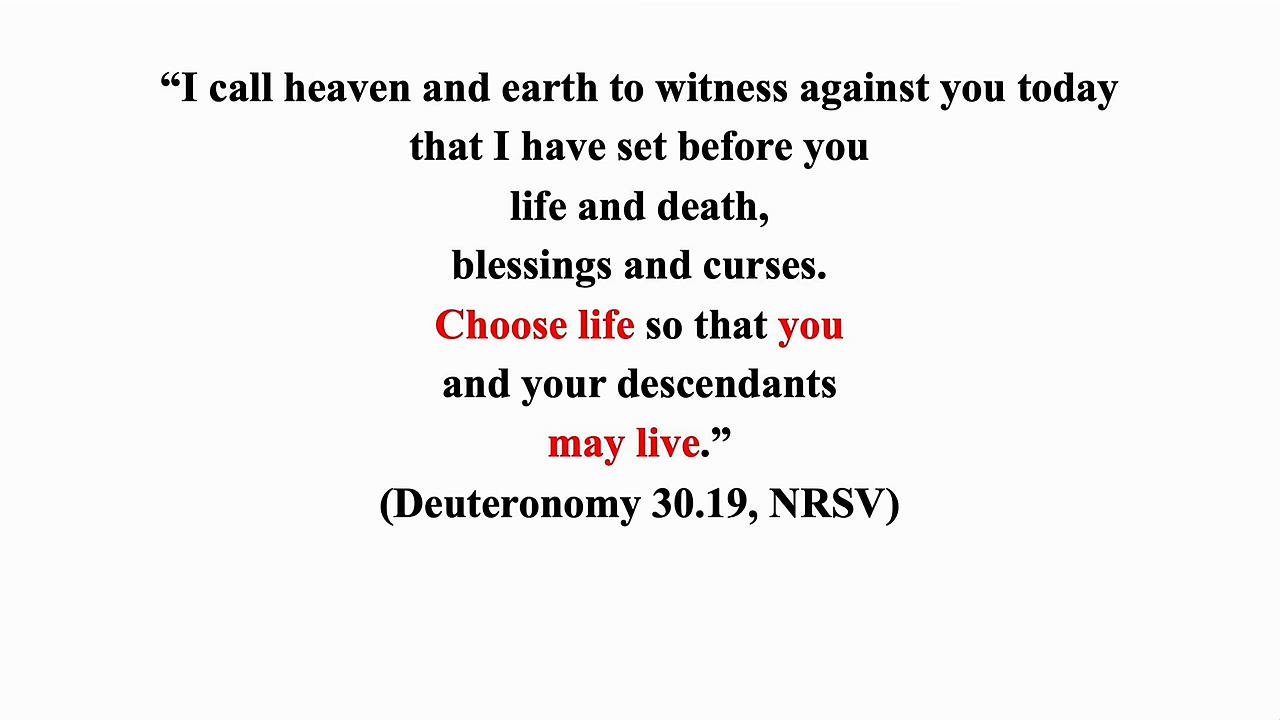 “I call heaven and earth to witness against you today
that I have set before you
life and death,
blessings and curses.
Choose life so that you
and your descendants
may live.”
(Deuteronomy 30.19, NRSV)